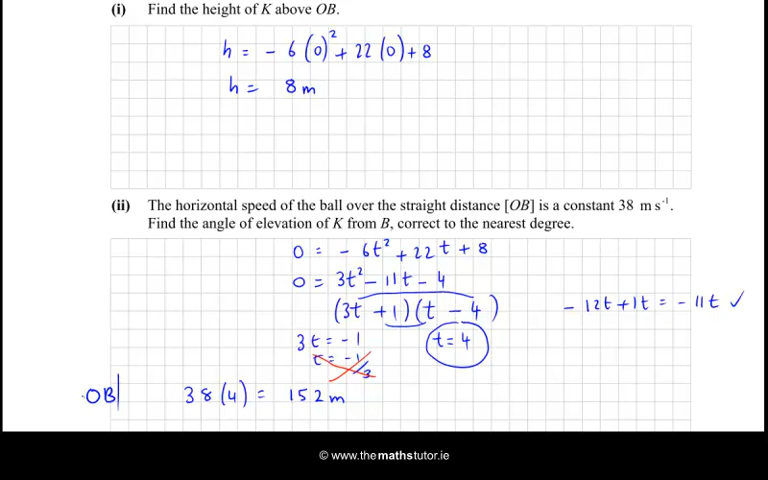 (i) Find the height of K above OB.
h = - 6 (0)² + 22 (0) + 8
h = 8 m
(ii) The horizontal speed of the ball over the straight distance [OB] is a constant 38 m s⁻¹.
Find the angle of elevation of K from B, correct to the nearest degree.
0 = - 6t² + 22t + 8
0 = 3t² - 11t - 4
(3t + 1)(t - 4) - 12t + 1t = - 11t ✓
3t = -1 t = 4
t = -1/3
OB| 38(4) = 152 m
© www.themathstutor.ie